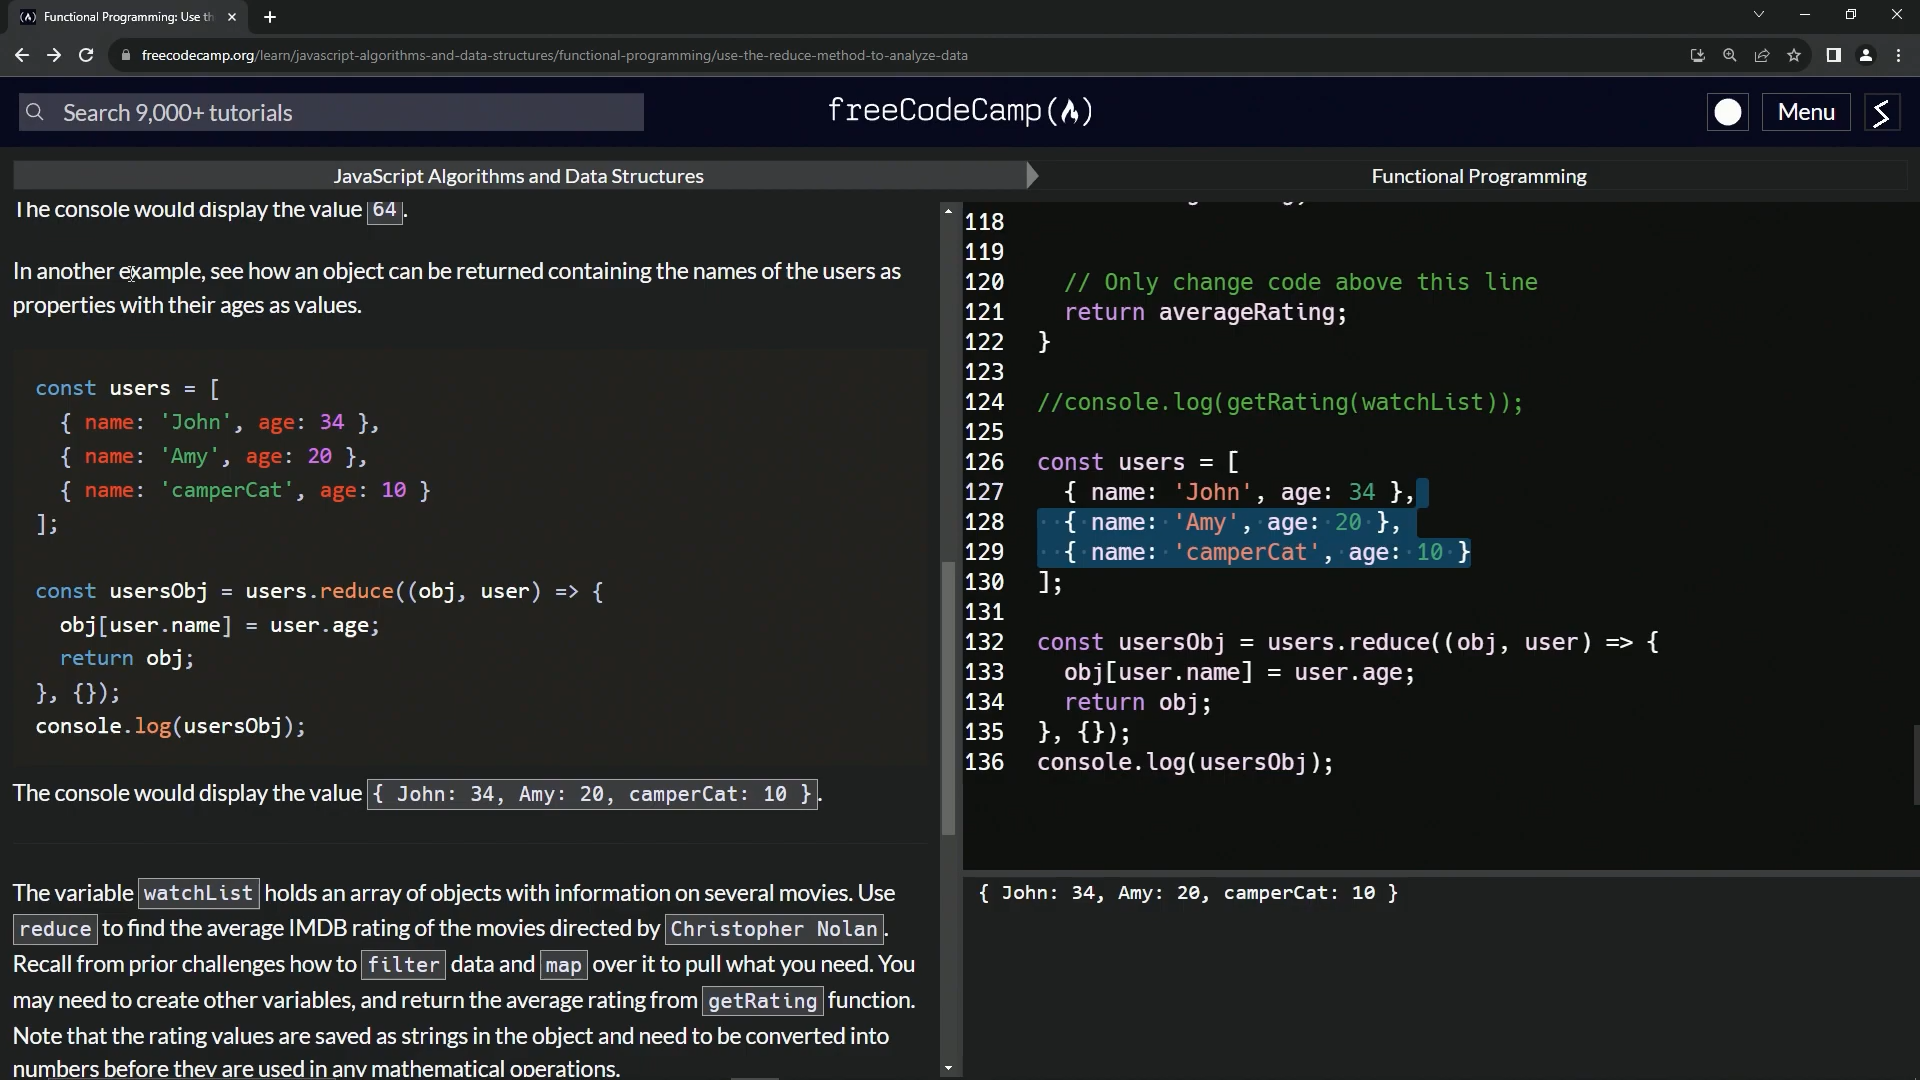 Functional Programming: Use th
freecodecamp.org/learn/javascript-algorithms-and-data-structures/functional-programming/use-the-reduce-method-to-analyze-data
Search 9,000+ tutorials
freeCodeCamp
Menu
JavaScript Algorithms and Data Structures
Functional Programming
The console would display the value 64.
In another example, see how an object can be returned containing the names of the users as
properties with their ages as values.
const users = [
{ name: 'John', age: 34 },
{ name: 'Amy', age: 20 },
{ name: 'camperCat', age: 10 }
];
const usersObj = users.reduce((obj, user) => {
obj[user.name] = user.age;
return obj;
}, {});
console.log(usersObj);
The console would display the value { John: 34, Amy: 20, camperCat: 10 }.
The variable watchList holds an array of objects with information on several movies. Use
reduce to find the average IMDB rating of the movies directed by Christopher Nolan.
Recall from prior challenges how to filter data and map over it to pull what you need. You
may need to create other variables, and return the average rating from getRating function.
Note that the rating values are saved as strings in the object and need to be converted into
numbers before they are used in any mathematical operations.
118
119
120 // Only change code above this line
121 return averageRating;
122 }
123
124 //console.log(getRating(watchList));
125
126 const users = [
127 { name: 'John', age: 34 },
128 { name: 'Amy', age: 20 },
129 { name: 'camperCat', age: 10 }
130 ];
131
132 const usersObj = users.reduce((obj, user) => {
133 obj[user.name] = user.age;
134 return obj;
135 }, {});
136 console.log(usersObj);
{ John: 34, Amy: 20, camperCat: 10 }